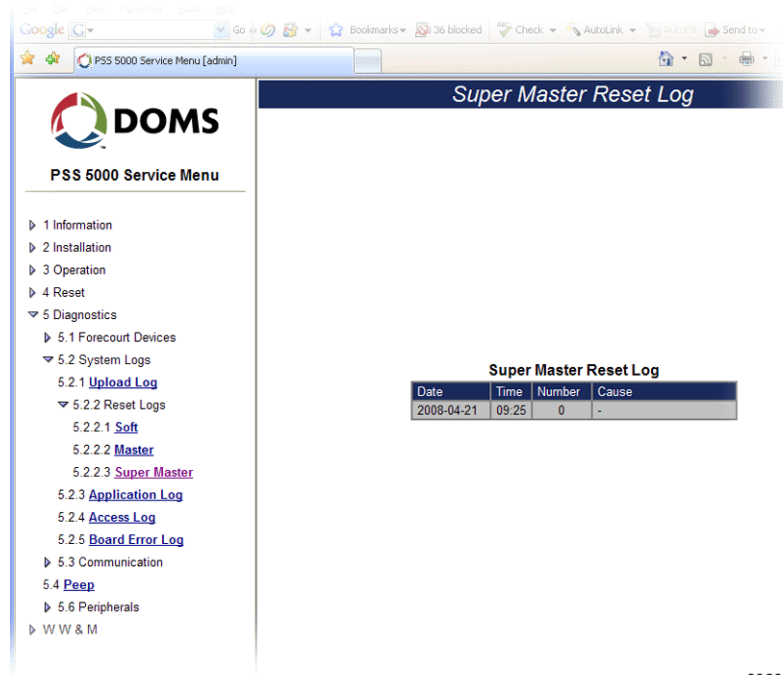 Google G Go Bookmarks 36 blocked Check AutoLink AutoFill Send to
PSS 5000 Service Menu [admin]
Super Master Reset Log
DOMS
PSS 5000 Service Menu
1 Information
2 Installation
3 Operation
4 Reset
5 Diagnostics
5.1 Forecourt Devices
5.2 System Logs
5.2.1 Upload Log
5.2.2 Reset Logs
5.2.2.1 Soft
5.2.2.2 Master
5.2.2.3 Super Master
5.2.3 Application Log
5.2.4 Access Log
5.2.5 Board Error Log
5.3 Communication
5.4 Peep
5.6 Peripherals
W W & M
Super Master Reset Log
Date Time Number Cause
2008-04-21 09:25 0 -